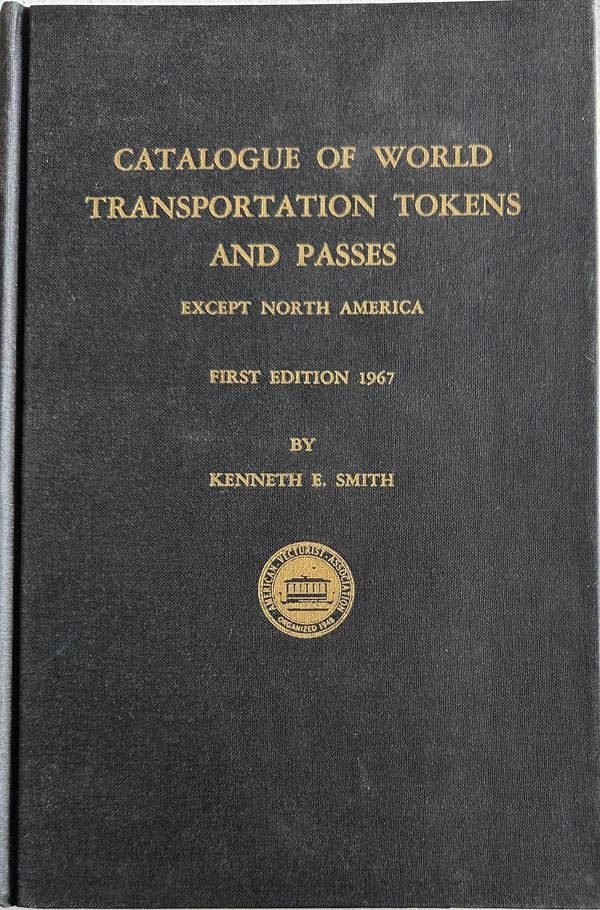 CATALOGUE OF WORLD
TRANSPORTATION TOKENS
AND PASSES
EXCEPT NORTH AMERICA
FIRST EDITION 1967
BY
KENNETH E. SMITH
AMERICAN · VECTURIST · ASSOCIATION
ORGANIZED 1948